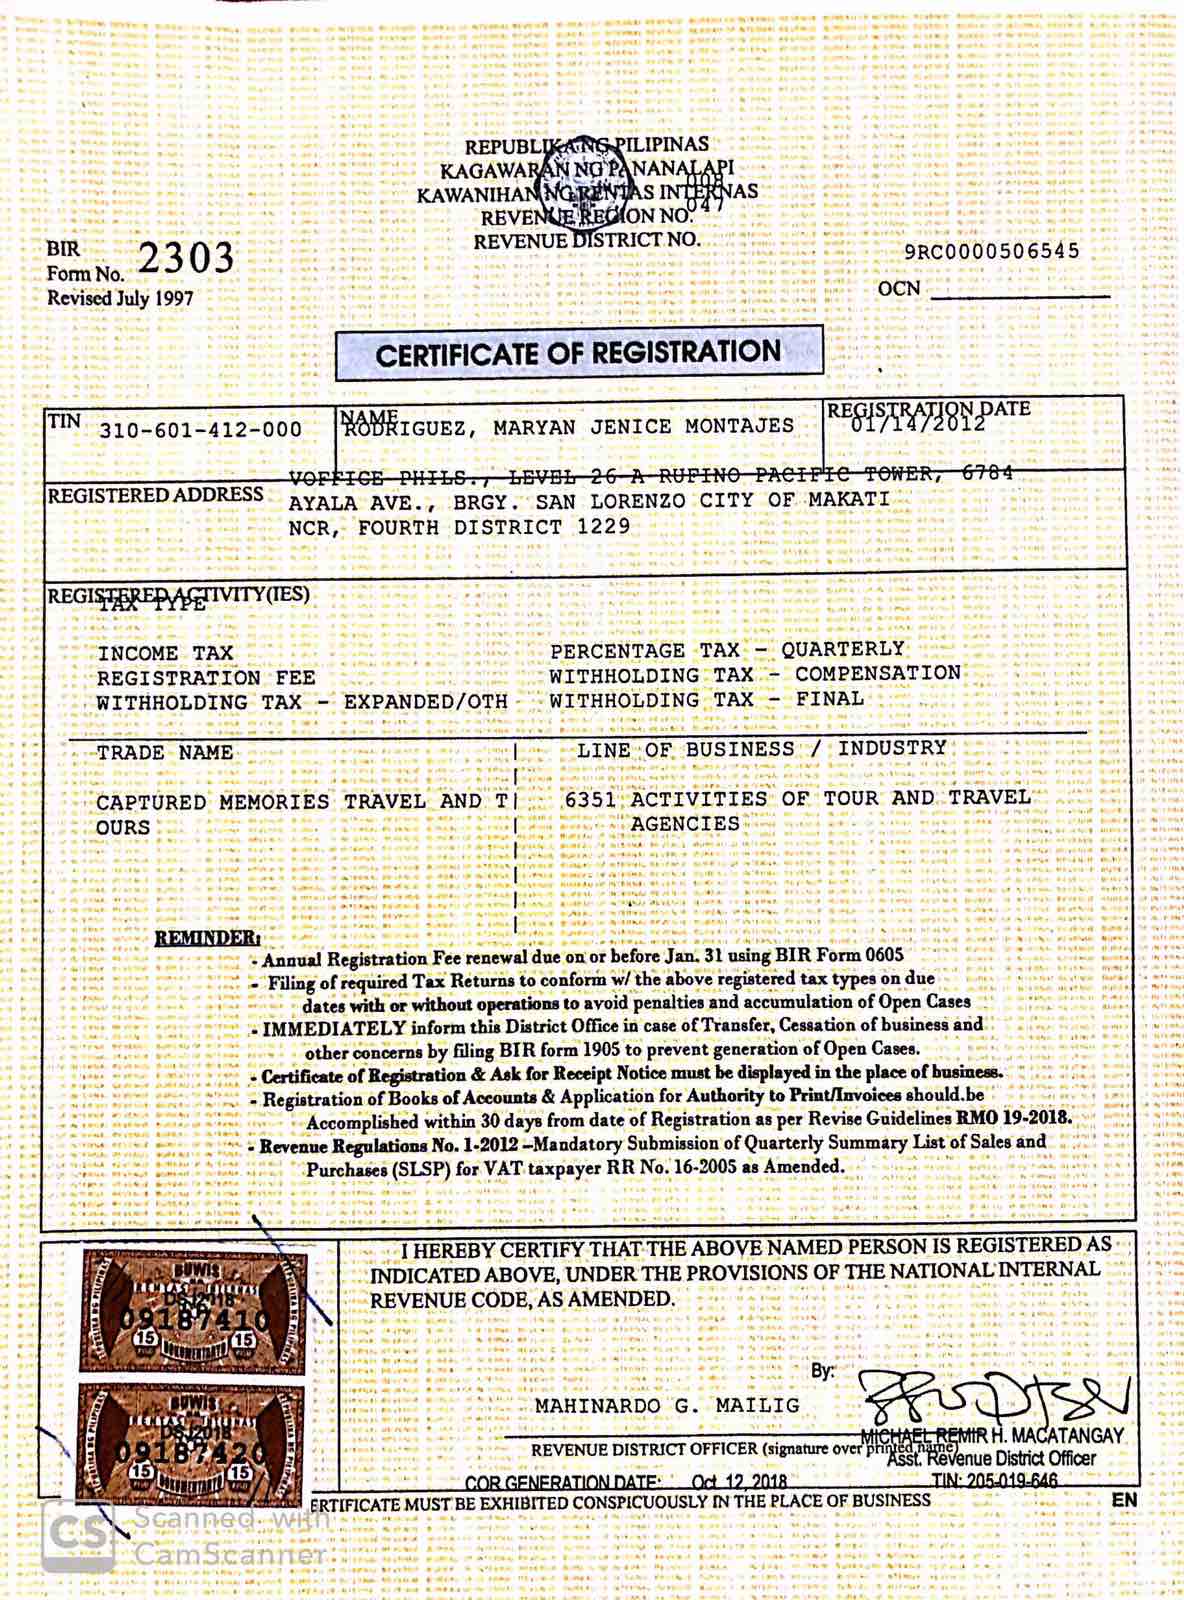 REPUBLIKA NG PILIPINAS
KAGAWARAN NG PANANALAPI
KAWANIHAN NG RENTAS INTERNAS
REVENUE REGION NO. 008
REVENUE DISTRICT NO. 047
BIR
Form No. 2303
Revised July 1997
9RC0000506545
OCN
CERTIFICATE OF REGISTRATION
TIN 310-601-412-000
NAME RODRIGUEZ, MARYAN JENICE MONTAJES
REGISTRATION DATE
01/14/2012
REGISTERED ADDRESS
VOFFICE PHILS., LEVEL 26-A RUFINO PACIFIC TOWER, 6784
AYALA AVE., BRGY. SAN LORENZO CITY OF MAKATI
NCR, FOURTH DISTRICT 1229
REGISTERED ACTIVITY(IES)
TAX TYPE
INCOME TAX PERCENTAGE TAX - QUARTERLY
REGISTRATION FEE WITHHOLDING TAX - COMPENSATION
WITHHOLDING TAX - EXPANDED/OTH WITHHOLDING TAX - FINAL
TRADE NAME | LINE OF BUSINESS / INDUSTRY
CAPTURED MEMORIES TRAVEL AND T| 6351 ACTIVITIES OF TOUR AND TRAVEL
OURS | AGENCIES
REMINDER:
- Annual Registration Fee renewal due on or before Jan. 31 using BIR Form 0605
- Filing of required Tax Returns to conform w/ the above registered tax types on due
dates with or without operations to avoid penalties and accumulation of Open Cases
- IMMEDIATELY inform this District Office in case of Transfer, Cessation of business and
other concerns by filing BIR form 1905 to prevent generation of Open Cases.
- Certificate of Registration & Ask for Receipt Notice must be displayed in the place of business.
- Registration of Books of Accounts & Application for Authority to Print/Invoices should.be
Accomplished within 30 days from date of Registration as per Revise Guidelines RMO 19-2018.
- Revenue Regulations No. 1-2012 –Mandatory Submission of Quarterly Summary List of Sales and
Purchases (SLSP) for VAT taxpayer RR No. 16-2005 as Amended.
I HEREBY CERTIFY THAT THE ABOVE NAMED PERSON IS REGISTERED AS
INDICATED ABOVE, UNDER THE PROVISIONS OF THE NATIONAL INTERNAL
REVENUE CODE, AS AMENDED.
BUWIS
RENTAS INTERNAS
DSJ2018
09187410
15 15
DOKUMENTARYO
BUWIS
RENTAS INTERNAS
DSJ2018
09187420
15 15
DOKUMENTARYO
By:
MAHINARDO G. MAILIG
MICHAEL REMIR H. MACATANGAY
REVENUE DISTRICT OFFICER (signature over printed name)
Asst. Revenue District Officer
COR GENERATION DATE: Oct 12, 2018
TIN: 205-019-646
ERTIFICATE MUST BE EXHIBITED CONSPICUOUSLY IN THE PLACE OF BUSINESS EN
CS Scanned with
CamScanner